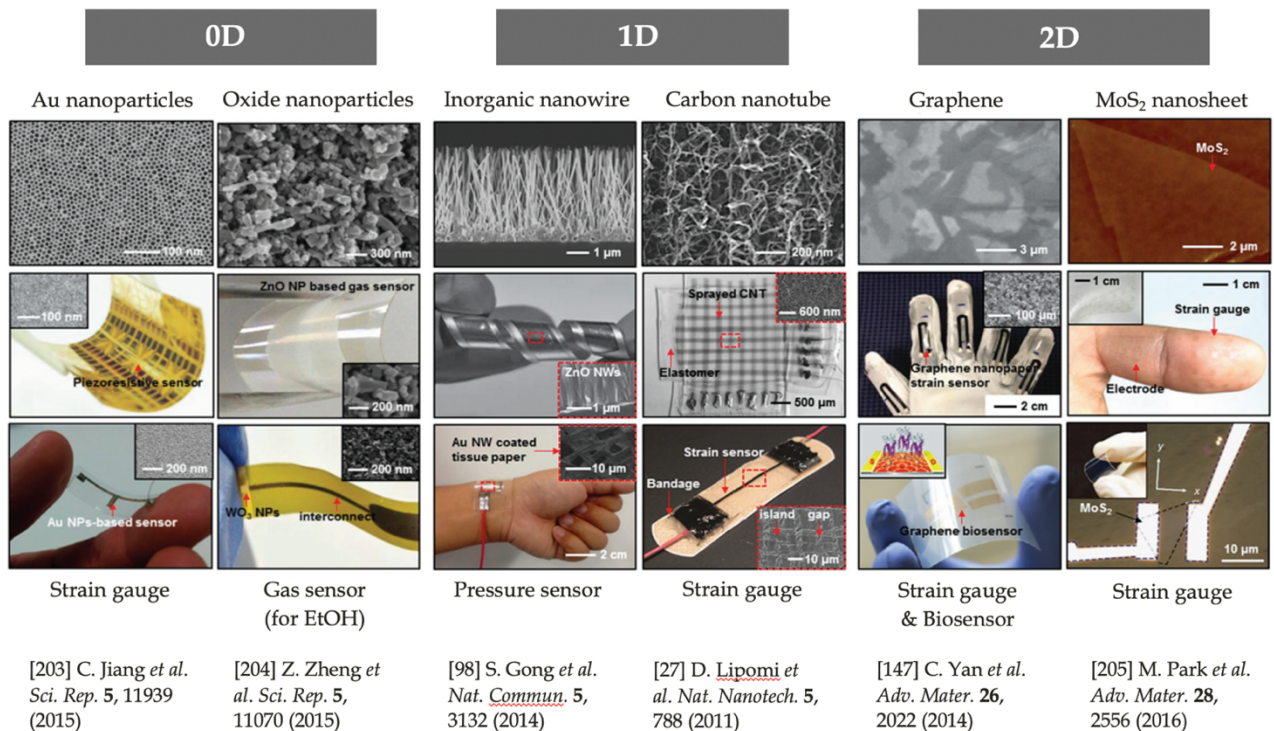 0D
1D
2D
Au nanoparticles
Oxide nanoparticles
Inorganic nanowire
Carbon nanotube
Graphene
MoS₂ nanosheet
100 nm
300 nm
1 μm
200 nm
3 μm
MoS₂
2 μm
100 nm
Piezoresistive sensor
ZnO NP based gas sensor
200 nm
ZnO NWs
1 μm
Sprayed CNT
600 nm
Elastomer
500 μm
100 μm
Graphene nanopaper
strain sensor
2 cm
1 cm
1 cm
Strain gauge
Electrode
200 nm
Au NPs-based sensor
200 nm
WO₃ NPs
interconnect
Au NW coated
tissue paper
10 μm
2 cm
Strain sensor
Bandage
island
gap
10 μm
Graphene biosensor
y
x
MoS₂
10 μm
Strain gauge
Gas sensor
(for EtOH)
Pressure sensor
Strain gauge
Strain gauge
& Biosensor
Strain gauge
[203] C. Jiang et al.
Sci. Rep. 5, 11939
(2015)
[204] Z. Zheng et
al. Sci. Rep. 5,
11070 (2015)
[98] S. Gong et al.
Nat. Commun. 5,
3132 (2014)
[27] D. Lipomi et
al. Nat. Nanotech. 5,
788 (2011)
[147] C. Yan et al.
Adv. Mater. 26,
2022 (2014)
[205] M. Park et al.
Adv. Mater. 28,
2556 (2016)